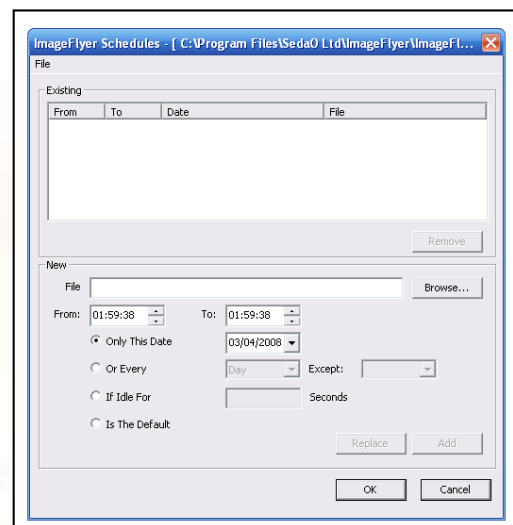 ImageFlyer Schedules - [ C:\Program Files\SedaO Ltd\ImageFlyer\ImageFl...
File
Existing
From To Date File
Remove
New
File Browse...
From: 01:59:38 To: 01:59:38
Only This Date 03/04/2008
Or Every Day Except:
If Idle For Seconds
Is The Default
Replace Add
OK Cancel